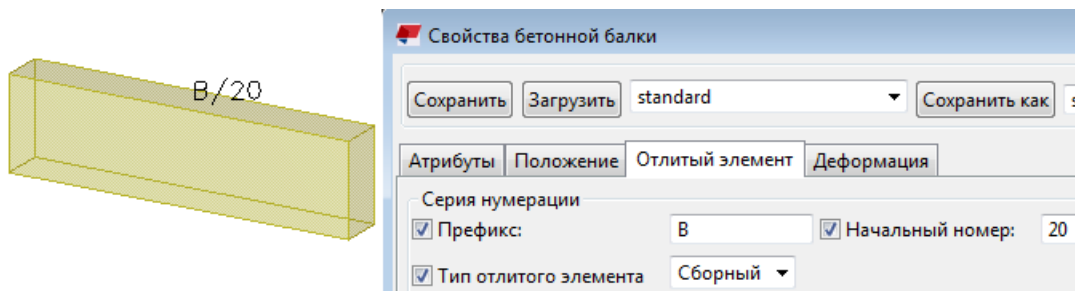 B/20
Свойства бетонной балки
Сохранить Загрузить standard Сохранить как
Атрибуты Положение Отлитый элемент Деформация
Серия нумерации
Префикс: B Начальный номер: 20
Тип отлитого элемента Сборный